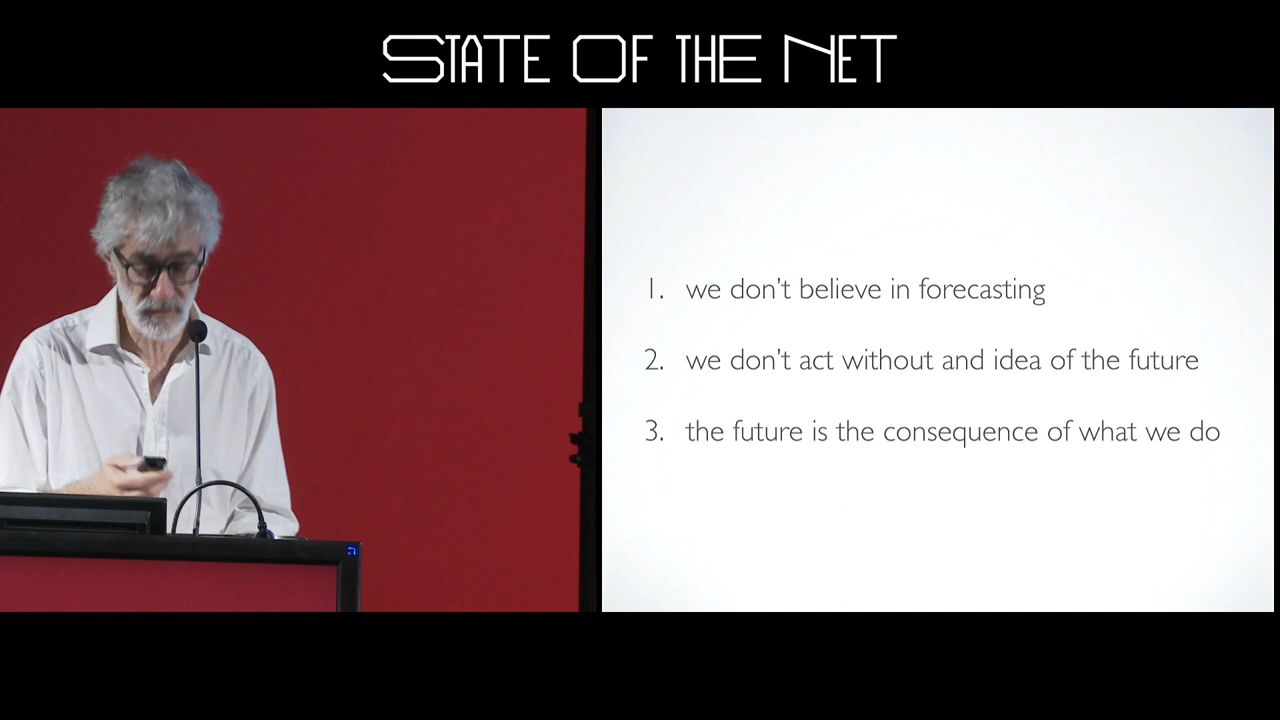 STATE OF THE NET
1. we don't believe in forecasting
2. we don't act without and idea of the future
3. the future is the consequence of what we do